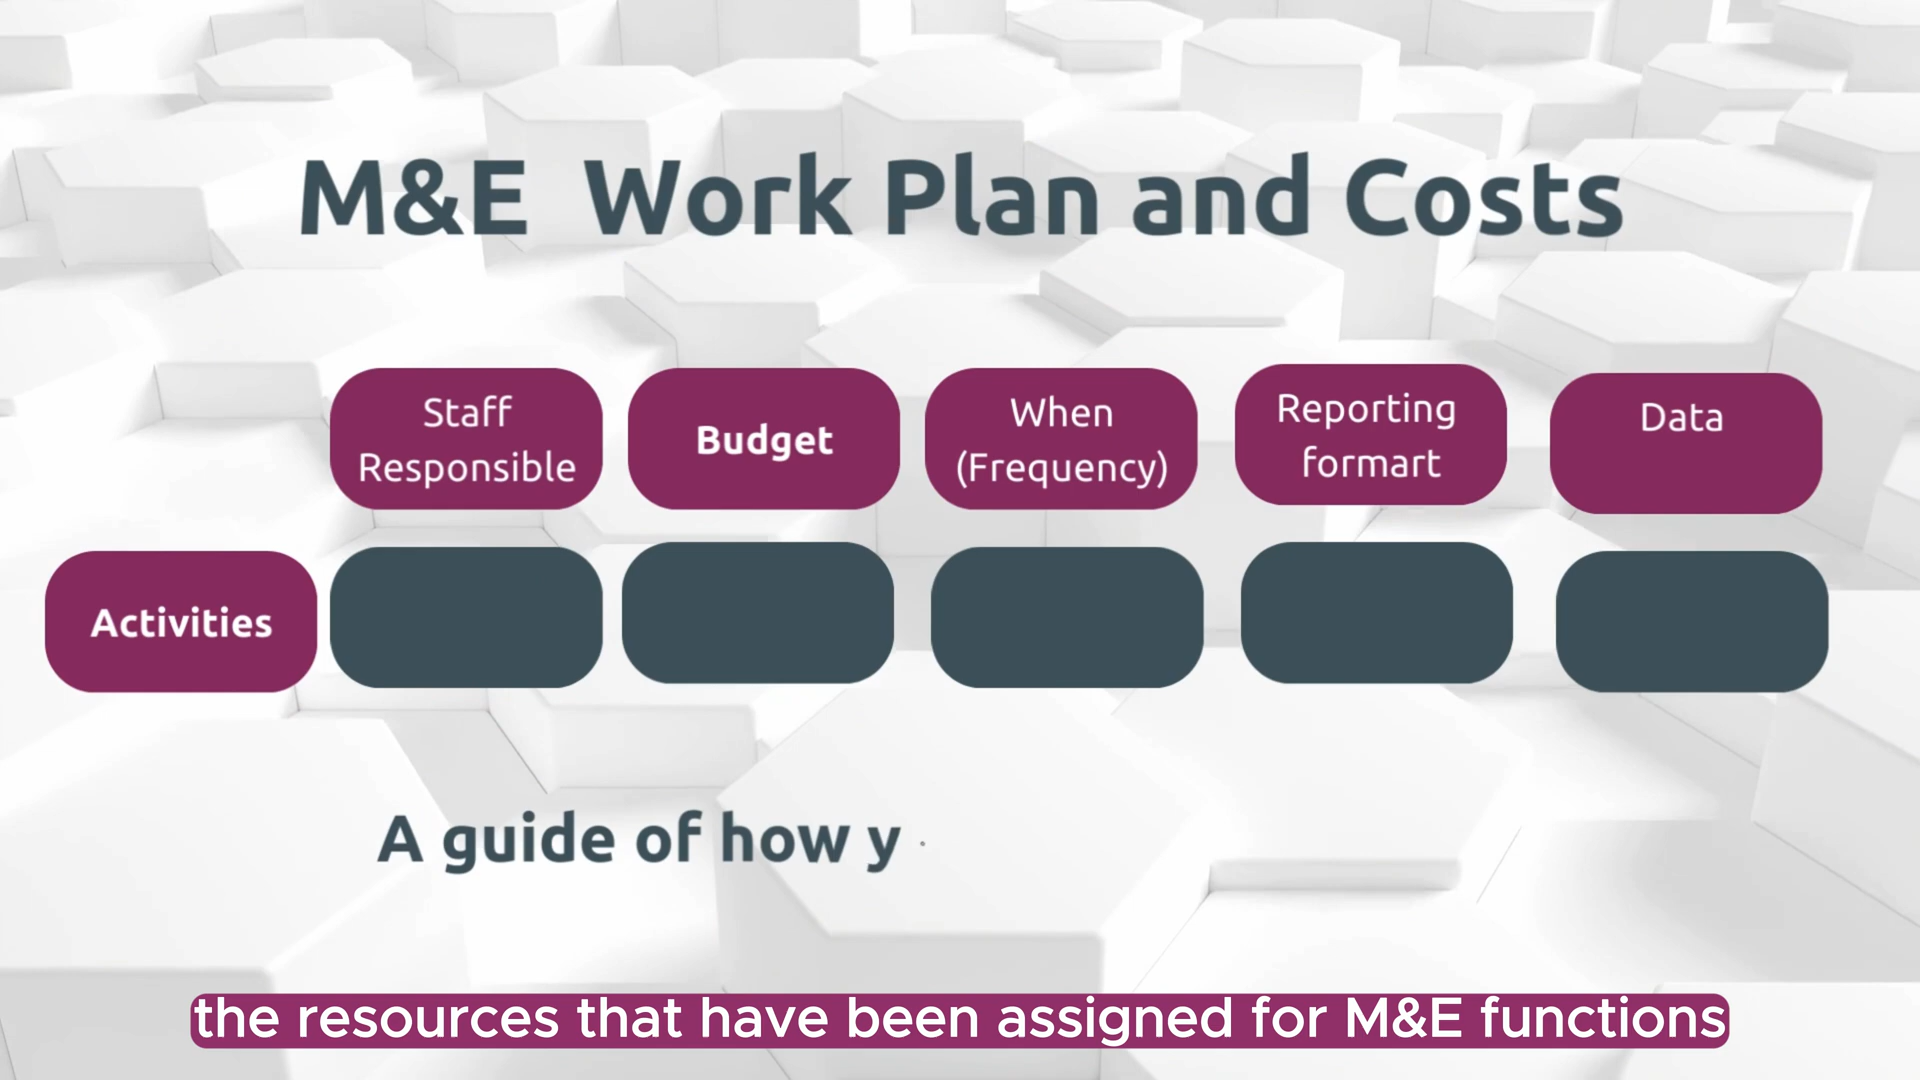 M&E Work Plan and Costs
Staff
Responsible
Budget
When
(Frequency)
Reporting
formart
Data
Activities
A guide of how y
the resources that have been assigned for M&E functions